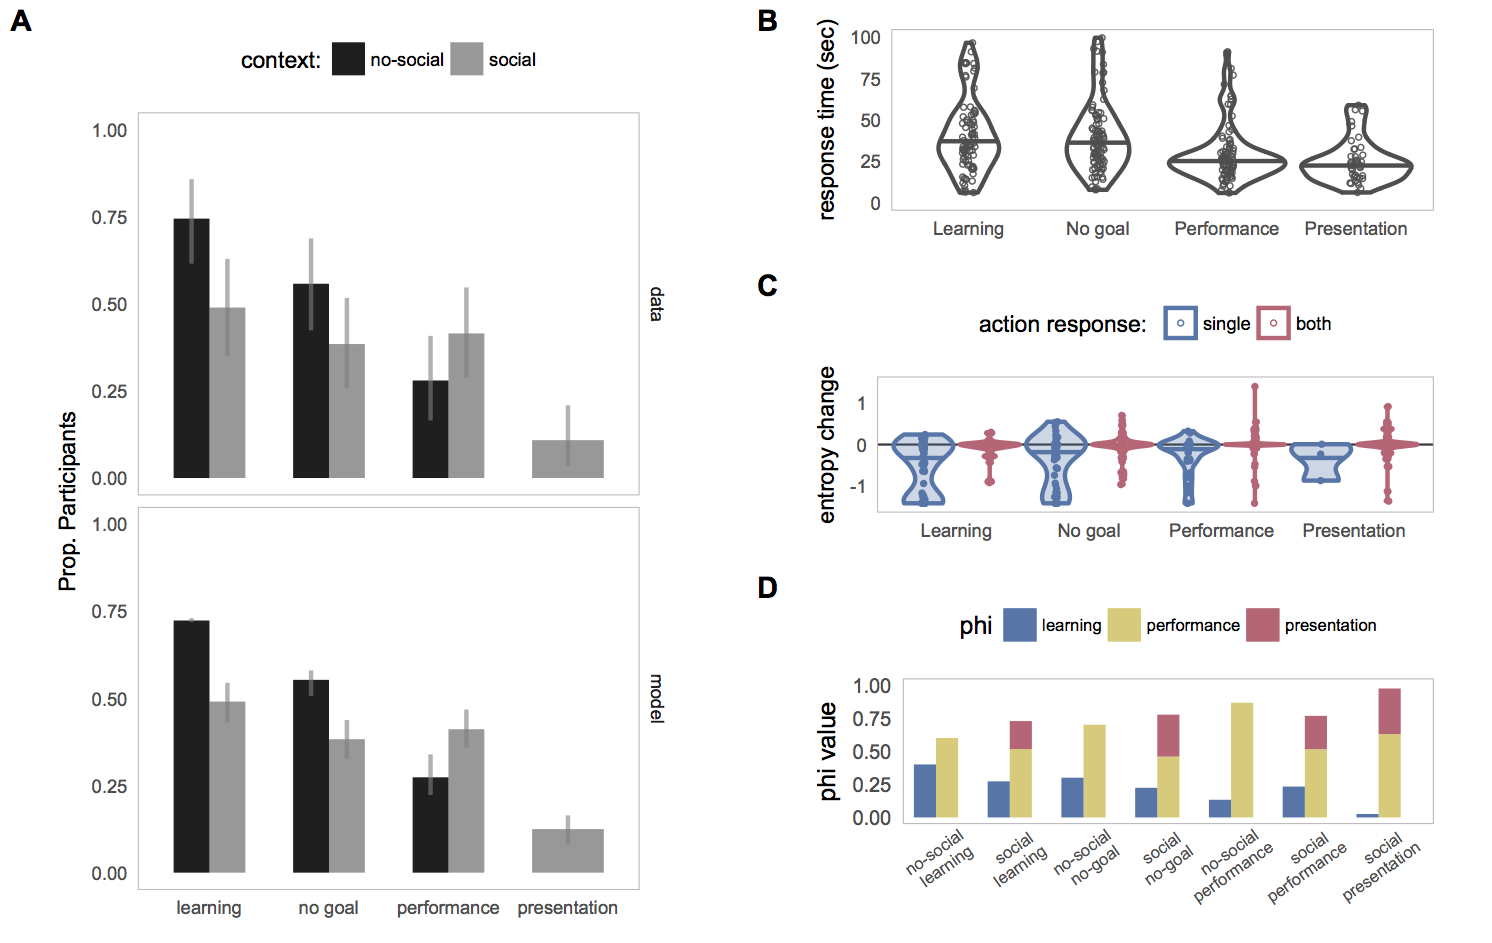 A
context: no-social social
1.00
0.75
0.50
0.25
0.00
data
1.00
0.75
0.50
0.25
0.00
model
Prop. Participants
learning no goal performance presentation
B
response time (sec)
100
75
50
25
0
Learning No goal Performance Presentation
C
action response: single both
entropy change
1
0
-1
Learning No goal Performance Presentation
D
phi learning performance presentation
phi value
1.00
0.75
0.50
0.25
0.00
no-social
learning
social
learning
no-social
no-goal
social
no-goal
no-social
performance
social
performance
social
presentation